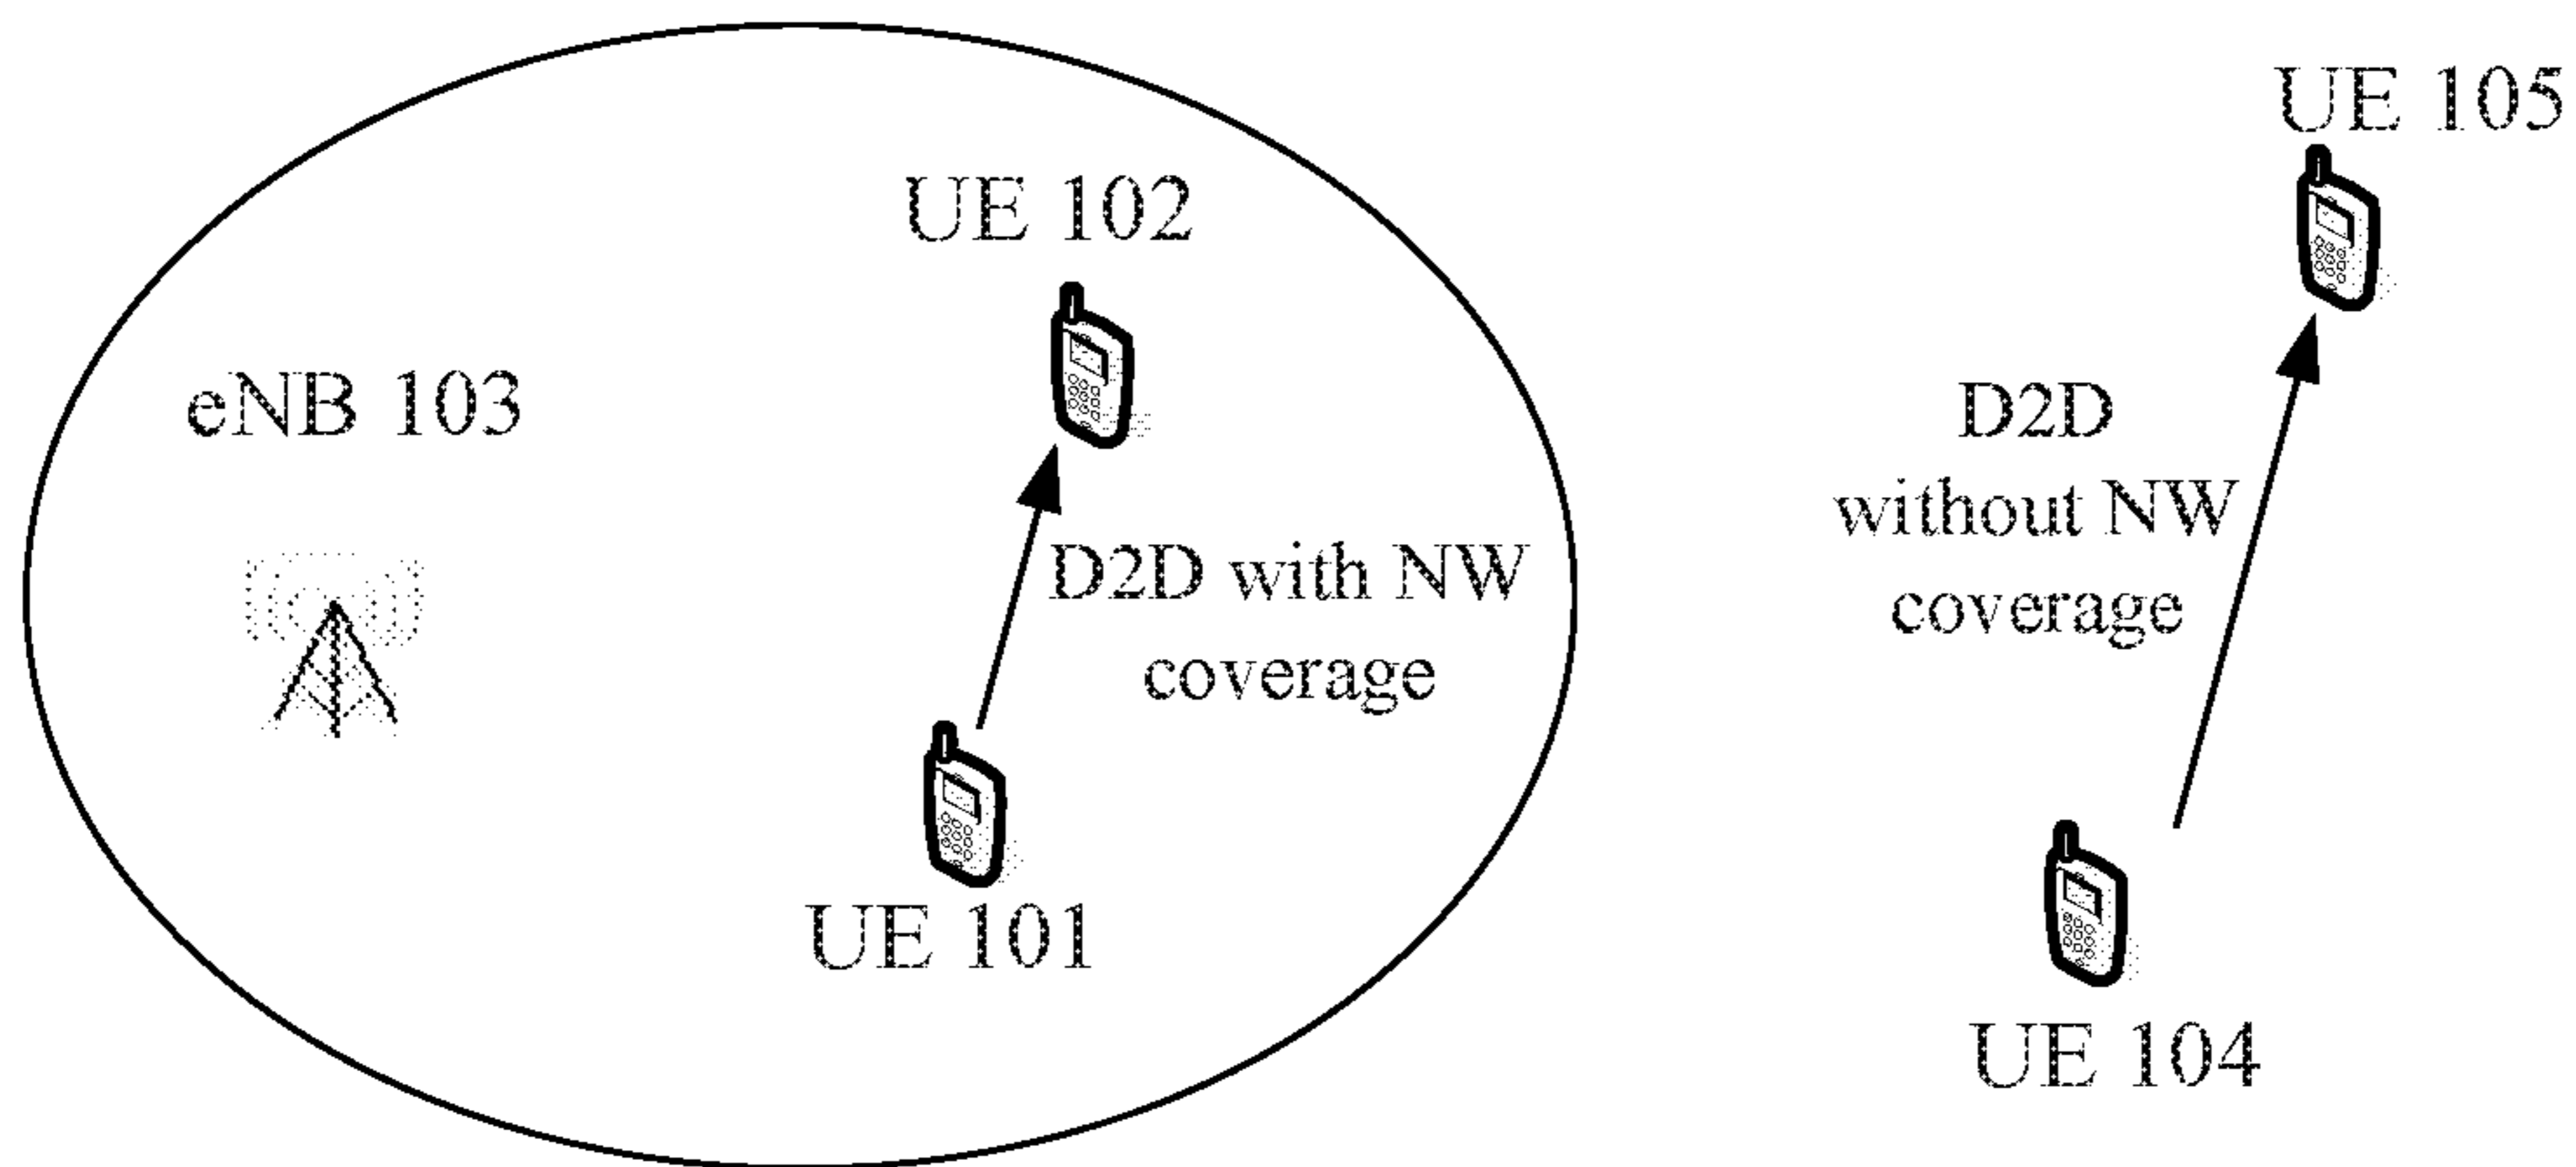 UE 105
UE 102
eNB 103
D2D
without NW
coverage
D2D with NW
coverage
UE 101
UE 104